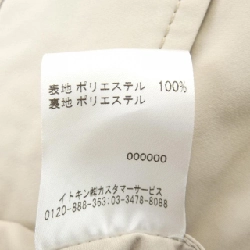 表地 ポリエステル 100%
裏地 ポリエステル
000000
イトキン㈱カスタマーサービス
0120-888-363:03-3478-8088